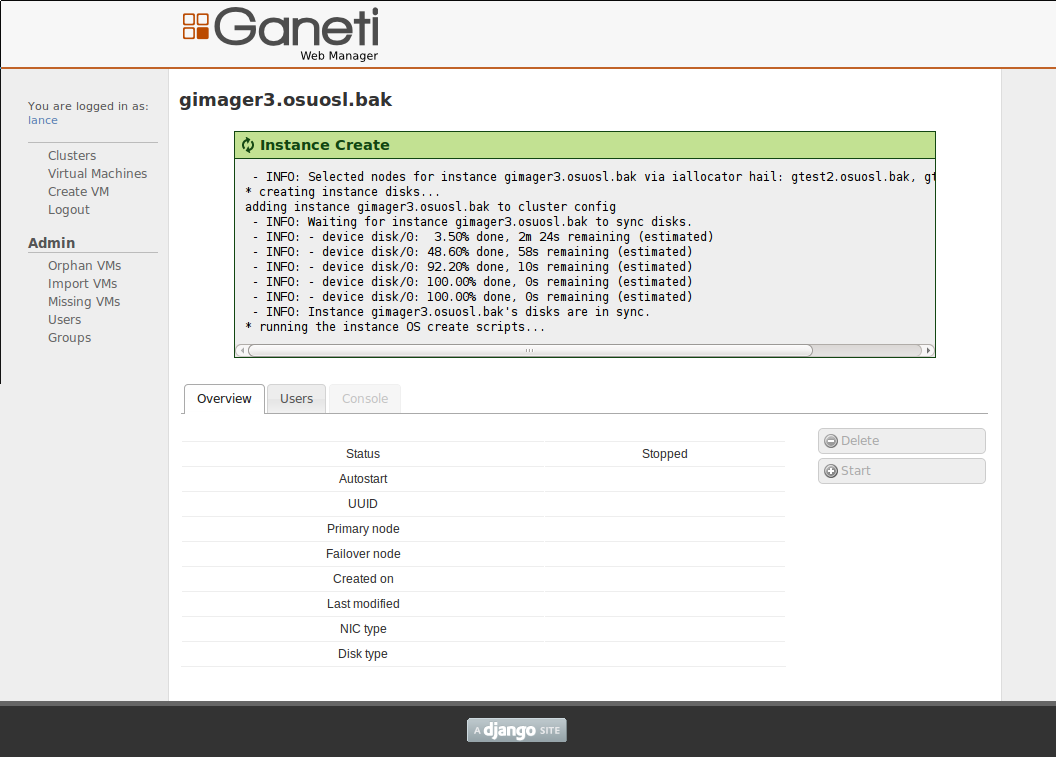 Ganeti
Web Manager
You are logged in as:
lance
Clusters
Virtual Machines
Create VM
Logout
Admin
Orphan VMs
Import VMs
Missing VMs
Users
Groups
gimager3.osuosl.bak
Instance Create
- INFO: Selected nodes for instance gimager3.osuosl.bak via iallocator hail: gtest2.osuosl.bak,
* creating instance disks...
adding instance gimager3.osuosl.bak to cluster config
- INFO: Waiting for instance gimager3.osuosl.bak to sync disks.
- INFO: - device disk/0:  3.50% done, 2m 24s remaining (estimated)
- INFO: - device disk/0: 48.60% done, 58s remaining (estimated)
- INFO: - device disk/0: 92.20% done, 10s remaining (estimated)
- INFO: - device disk/0: 100.00% done, 0s remaining (estimated)
- INFO: - device disk/0: 100.00% done, 0s remaining (estimated)
- INFO: Instance gimager3.osuosl.bak's disks are in sync.
* running the instance OS create scripts...
Overview Users Console
Status Stopped
Autostart
UUID
Primary node
Failover node
Created on
Last modified
NIC type
Disk type
Delete
Start
A django SITE